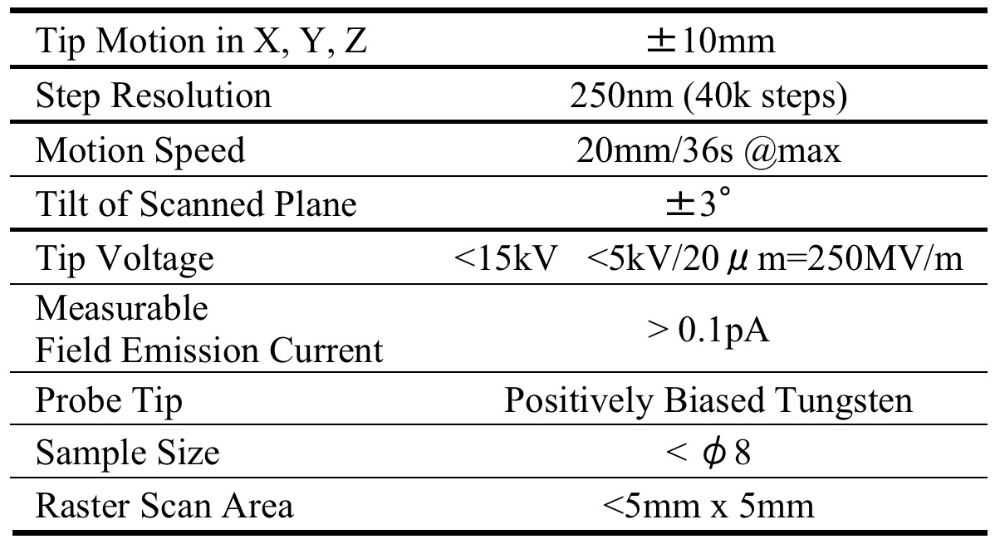 Tip Motion in X, Y, Z ±10mm
Step Resolution 250nm (40k steps)
Motion Speed 20mm/36s @max
Tilt of Scanned Plane ±3°
Tip Voltage <15kV <5kV/20μm=250MV/m
Measurable
Field Emission Current > 0.1pA
Probe Tip Positively Biased Tungsten
Sample Size < ϕ8
Raster Scan Area <5mm x 5mm